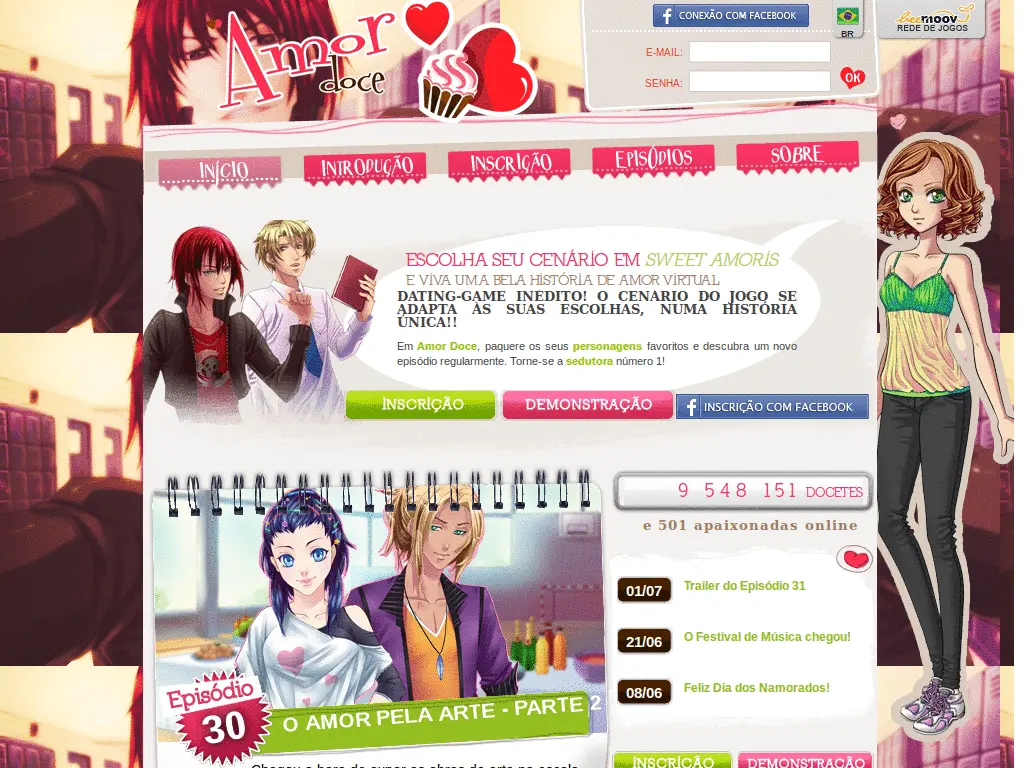 Amor
doce
CONEXÃO COM FACEBOOK
BR
beemoov
REDE DE JOGOS
E-MAIL:
SENHA:
OK
INÍCIO
INTRODUÇÃO
INSCRIÇÃO
EPISÓDIOS
SOBRE
ESCOLHA SEU CENÁRIO EM SWEET AMORIS
E VIVA UMA BELA HISTÓRIA DE AMOR VIRTUAL
DATING-GAME INEDITO! O CENARIO DO JOGO SE
ADAPTA ÀS SUAS ESCOLHAS, NUMA HISTÓRIA
ÚNICA!!
Em Amor Doce, paquere os seus personagens favoritos e descubra um novo
episódio regularmente. Torne-se a sedutora número 1!
INSCRIÇÃO
DEMONSTRAÇÃO
INSCRIÇÃO COM FACEBOOK
9 548 151 DOCETES
e 501 apaixonadas online
01/07 Trailer do Episódio 31
21/06 O Festival de Música chegou!
08/06 Feliz Dia dos Namorados!
Episódio
30
O AMOR PELA ARTE - PARTE 2
INSCRIÇÃO
DEMONSTRAÇÃO